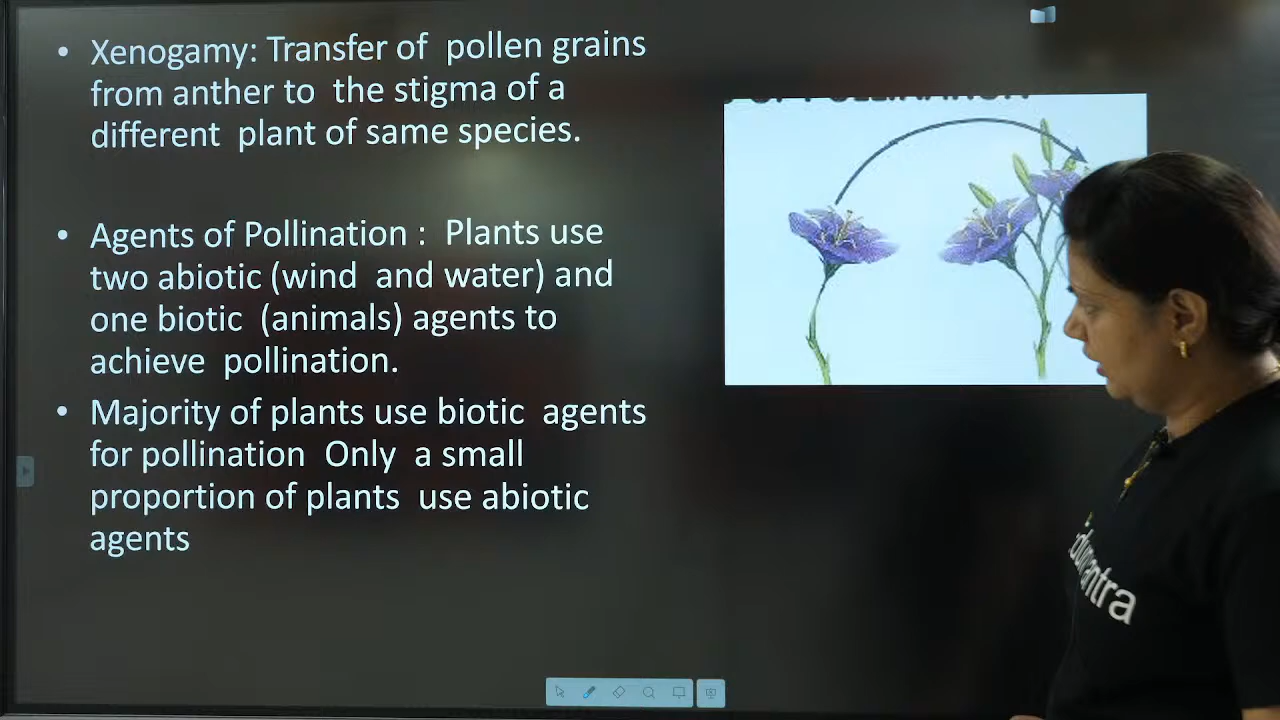 • Xenogamy: Transfer of pollen grains
from anther to the stigma of a
different plant of same species.
• Agents of Pollination : Plants use
two abiotic (wind and water) and
one biotic (animals) agents to
achieve pollination.
• Majority of plants use biotic agents
for pollination Only a small
proportion of plants use abiotic
agents